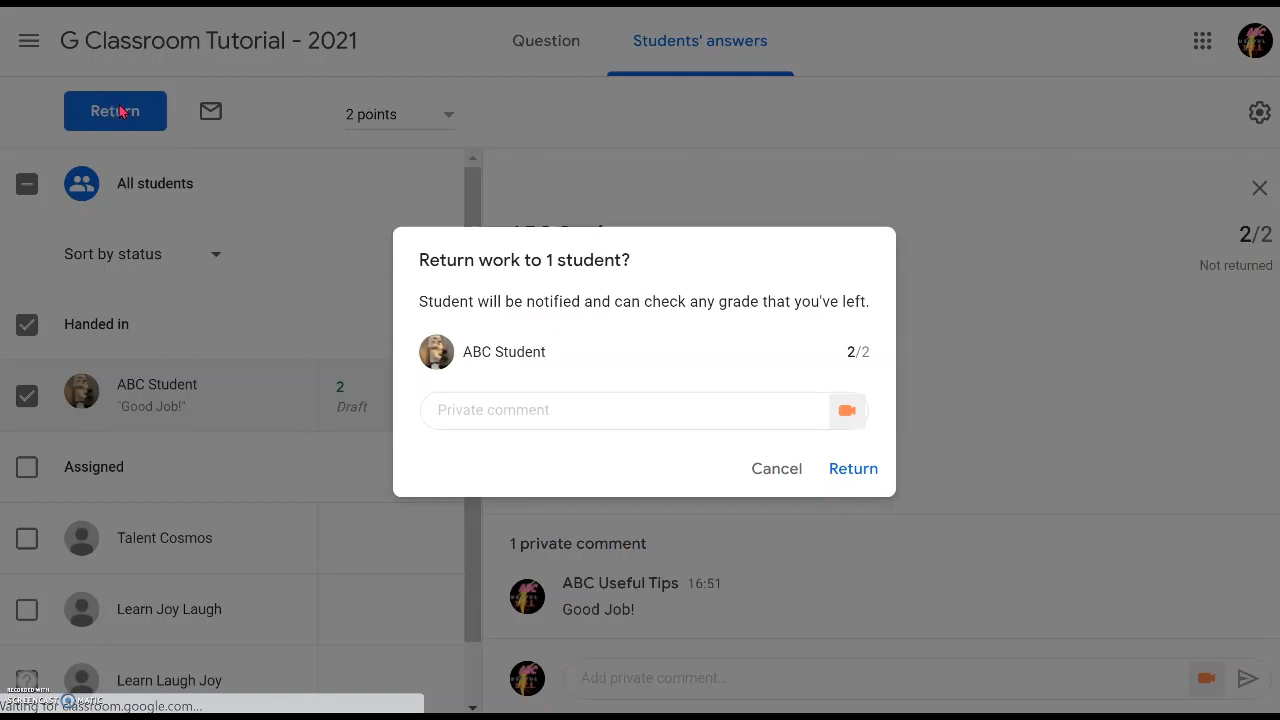 G Classroom Tutorial - 2021
Question
Students' answers
Return
2 points
All students
Sort by status
Handed in
ABC Student
"Good Job!"
2
Draft
Assigned
Talent Cosmos
Learn Joy Laugh
Learn Laugh Joy
2/2
Not returned
Return work to 1 student?
Student will be notified and can check any grade that you've left.
ABC Student
2/2
Private comment
Cancel
Return
1 private comment
ABC Useful Tips 16:51
Good Job!
Add private comment...
RECORDED WITH
SCREENCAST MATIC
Waiting for classroom.google.com...